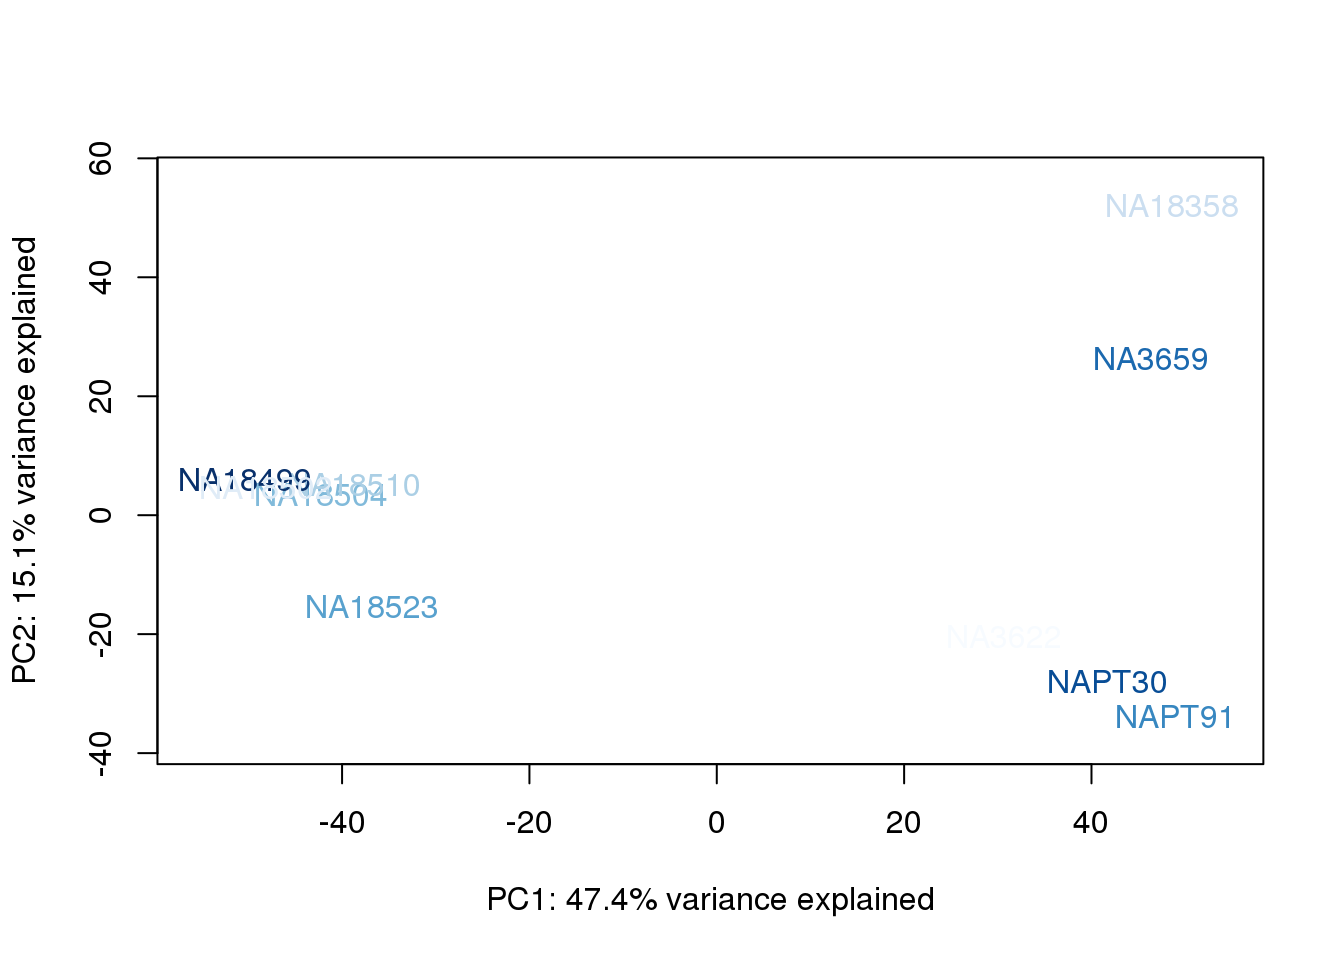 60
NA18358
40
NA3659
20
NA18499
NA18510
NA18504
0
NA18523
-20
NA3622
NAPT30
NAPT91
-40
-40 -20 0 20 40
PC2: 15.1% variance explained
PC1: 47.4% variance explained